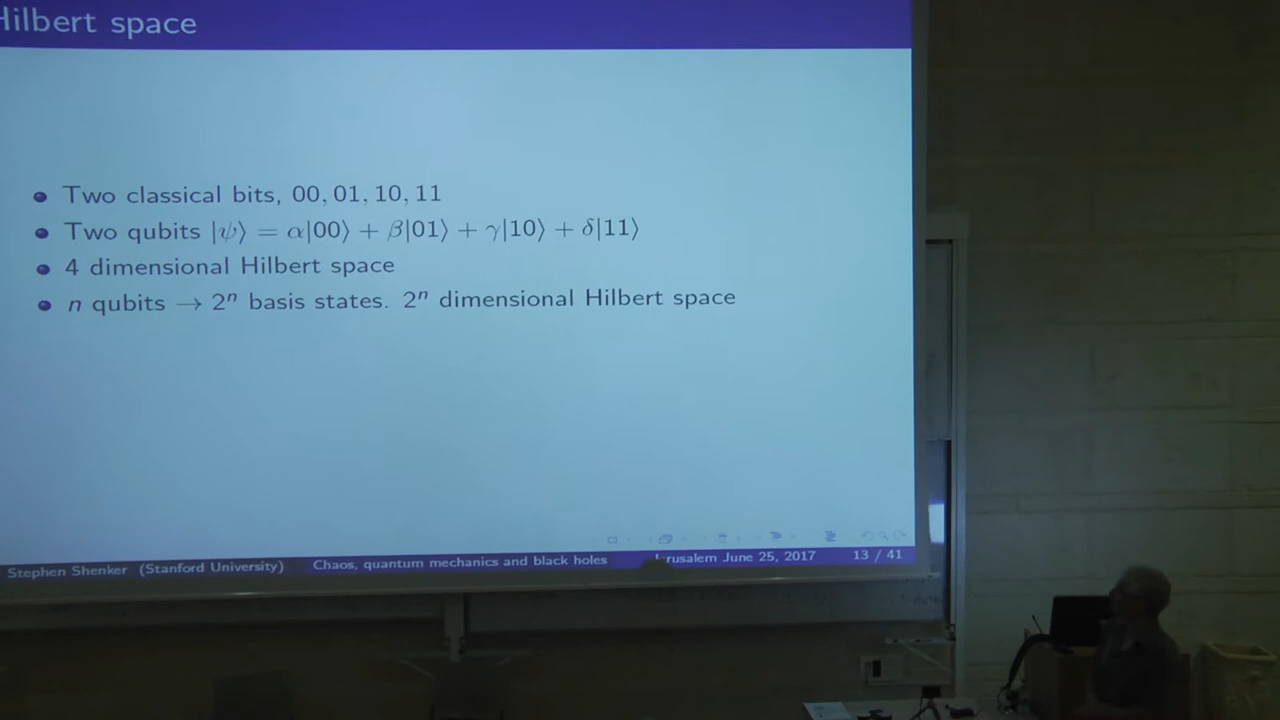 Hilbert space
Two classical bits, 00, 01, 10, 11
Two qubits |ψ⟩ = α|00⟩ + β|01⟩ + γ|10⟩ + δ|11⟩
4 dimensional Hilbert space
n qubits → 2ⁿ basis states. 2ⁿ dimensional Hilbert space
Stephen Shenker (Stanford University) Chaos, quantum mechanics and black holes Jerusalem June 25, 2017 13 / 41